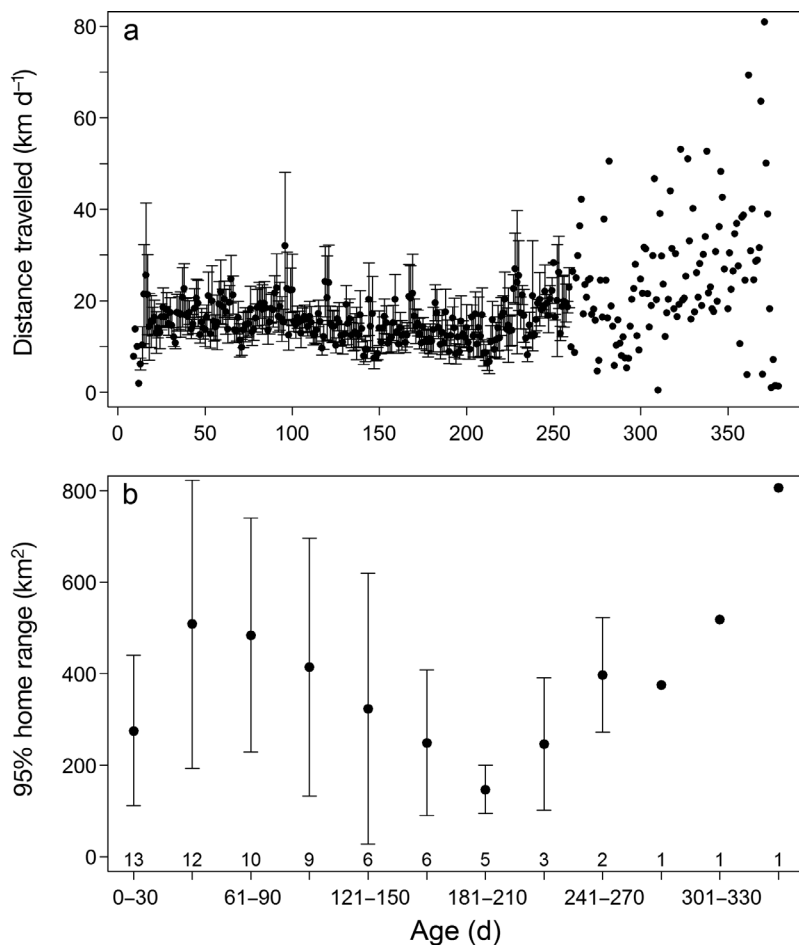 a
80
60
40
20
0
Distance travelled (km d⁻¹)
0 50 100 150 200 250 300 350
b
800
600
400
200
0
95% home range (km²)
13 12 10 9 6 6 5 3 2 1 1 1
0–30 61–90 121–150 181–210 241–270 301–330
Age (d)